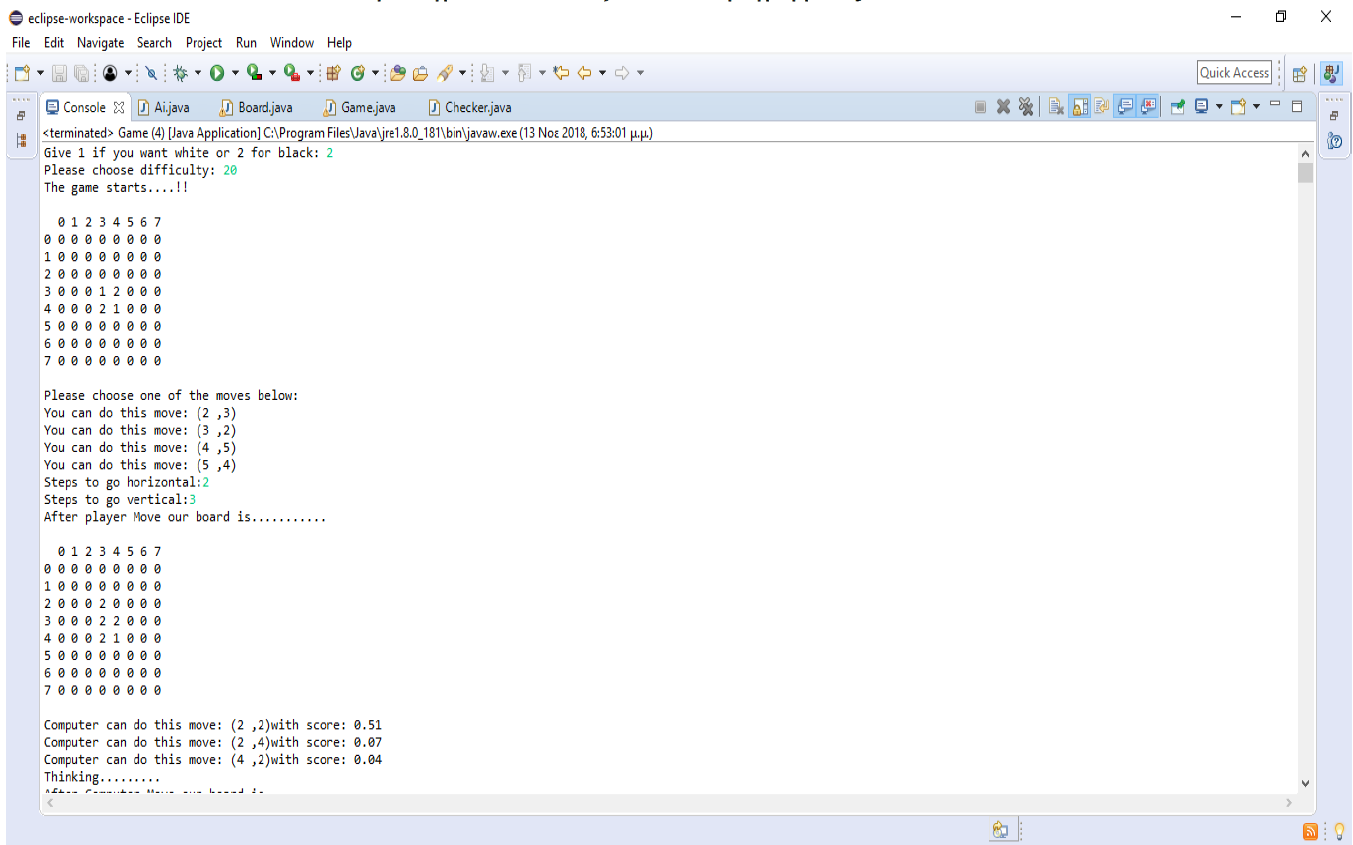 eclipse-workspace - Eclipse IDE
File Edit Navigate Search Project Run Window Help
Quick Access
Console Ai.java Board.java Game.java Checker.java
<terminated> Game (4) [Java Application] C:\Program Files\Java\jre1.8.0_181\bin\javaw.exe (13 Νοε 2018, 6:53:01 μ.μ.)
Give 1 if you want white or 2 for black: 2
Please choose difficulty: 20
The game starts....!!
0 1 2 3 4 5 6 7
0 0 0 0 0 0 0 0 0
1 0 0 0 0 0 0 0 0
2 0 0 0 0 0 0 0 0
3 0 0 0 1 2 0 0 0
4 0 0 0 2 1 0 0 0
5 0 0 0 0 0 0 0 0
6 0 0 0 0 0 0 0 0
7 0 0 0 0 0 0 0 0
Please choose one of the moves below:
You can do this move: (2 ,3)
You can do this move: (3 ,2)
You can do this move: (4 ,5)
You can do this move: (5 ,4)
Steps to go horizontal:2
Steps to go vertical:3
After player Move our board is...........
0 1 2 3 4 5 6 7
0 0 0 0 0 0 0 0 0
1 0 0 0 0 0 0 0 0
2 0 0 0 2 0 0 0 0
3 0 0 0 2 2 0 0 0
4 0 0 0 2 1 0 0 0
5 0 0 0 0 0 0 0 0
6 0 0 0 0 0 0 0 0
7 0 0 0 0 0 0 0 0
Computer can do this move: (2 ,2)with score: 0.51
Computer can do this move: (2 ,4)with score: 0.07
Computer can do this move: (4 ,2)with score: 0.04
Thinking.........
After Computer Move our board is